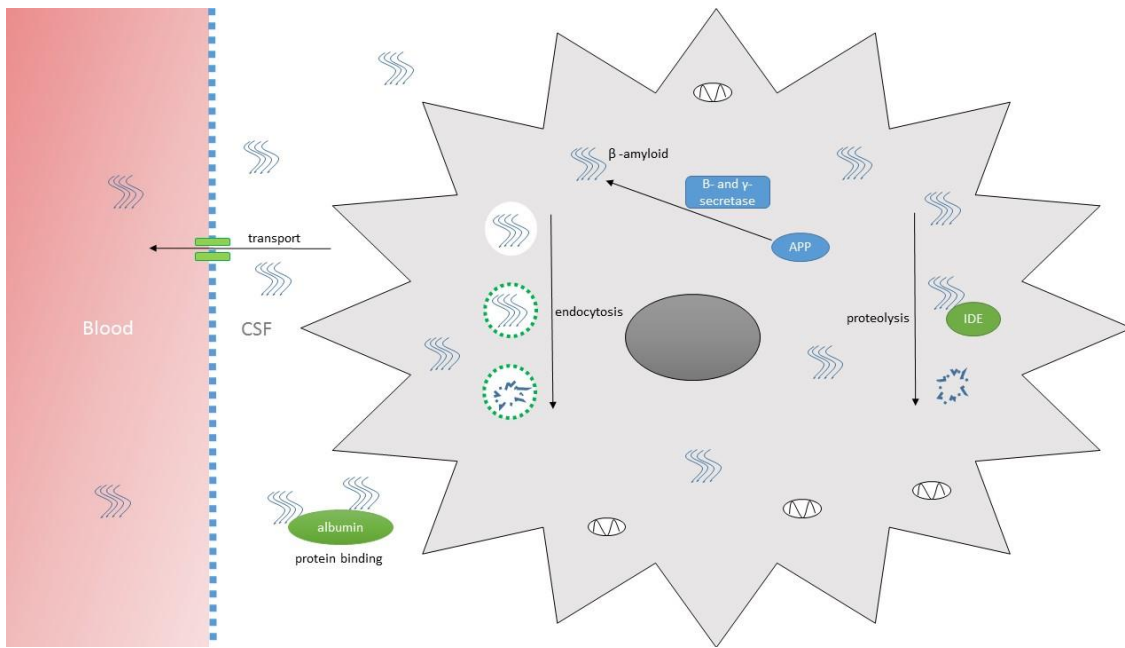 β -amyloid
B- and γ-
secretase
transport
APP
Blood
CSF
endocytosis
proteolysis
IDE
albumin
protein binding